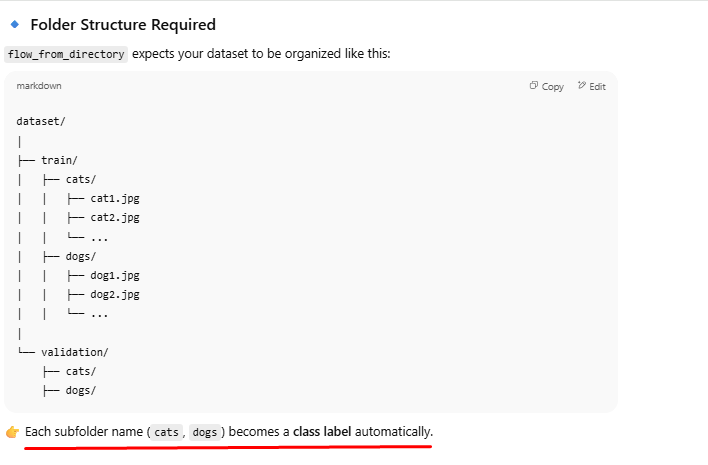 🔹 Folder Structure Required
flow_from_directory expects your dataset to be organized like this:
markdown Copy Edit
dataset/
|
├── train/
|   ├── cats/
|   |   ├── cat1.jpg
|   |   ├── cat2.jpg
|   |   └── ...
|   ├── dogs/
|   |   ├── dog1.jpg
|   |   ├── dog2.jpg
|   |   └── ...
|
└── validation/
    ├── cats/
    ├── dogs/
👉 Each subfolder name (cats, dogs) becomes a class label automatically.